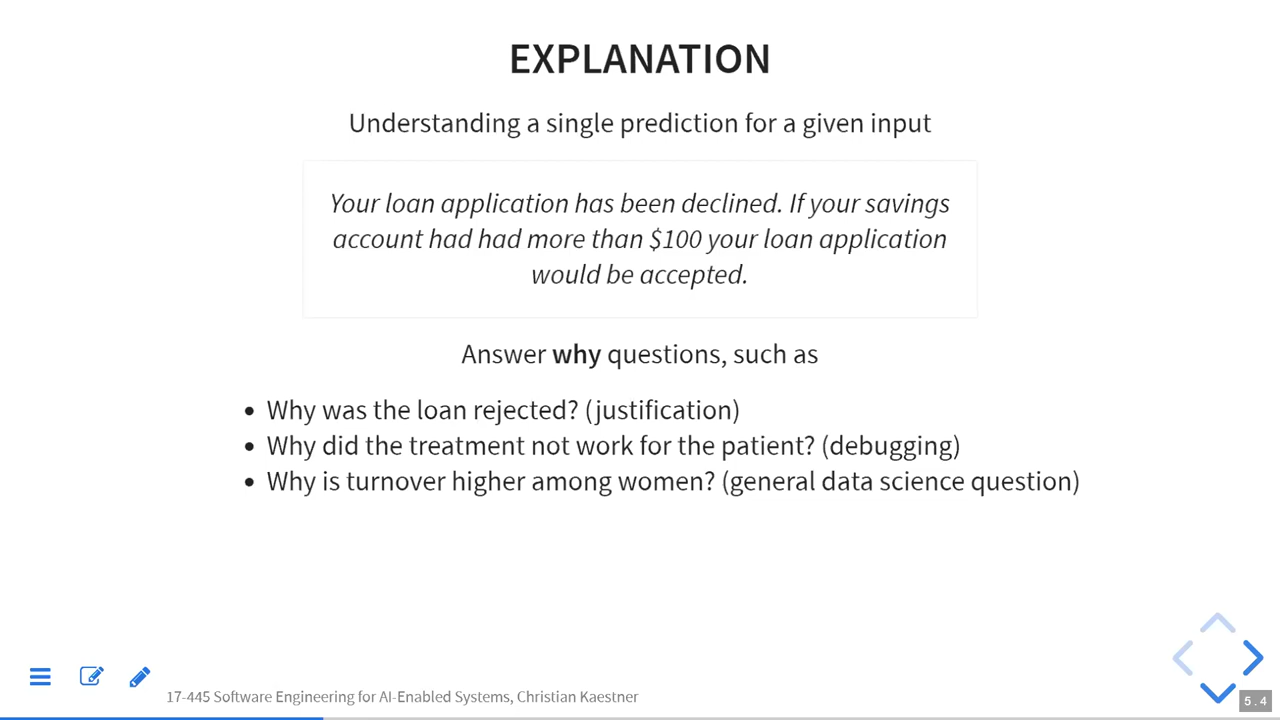 EXPLANATION
Understanding a single prediction for a given input
Your loan application has been declined. If your savings
account had had more than $100 your loan application
would be accepted.
Answer why questions, such as
• Why was the loan rejected? (justification)
• Why did the treatment not work for the patient? (debugging)
• Why is turnover higher among women? (general data science question)
17-445 Software Engineering for AI-Enabled Systems, Christian Kaestner
5 . 4